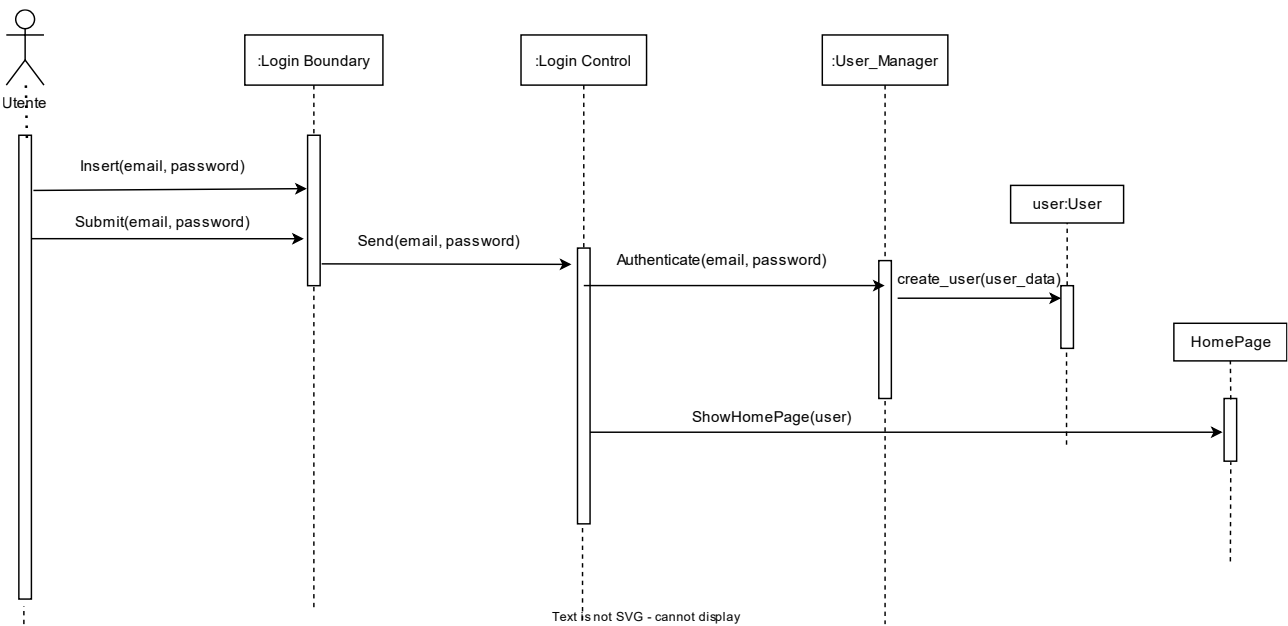 :Login Boundary
:Login Control
:User_Manager
Utente
Insert(email, password)
user:User
Submit(email, password)
Send(email, password)
Authenticate(email, password)
create_user(user_data)
HomePage
ShowHomePage(user)
Text is not SVG - cannot display